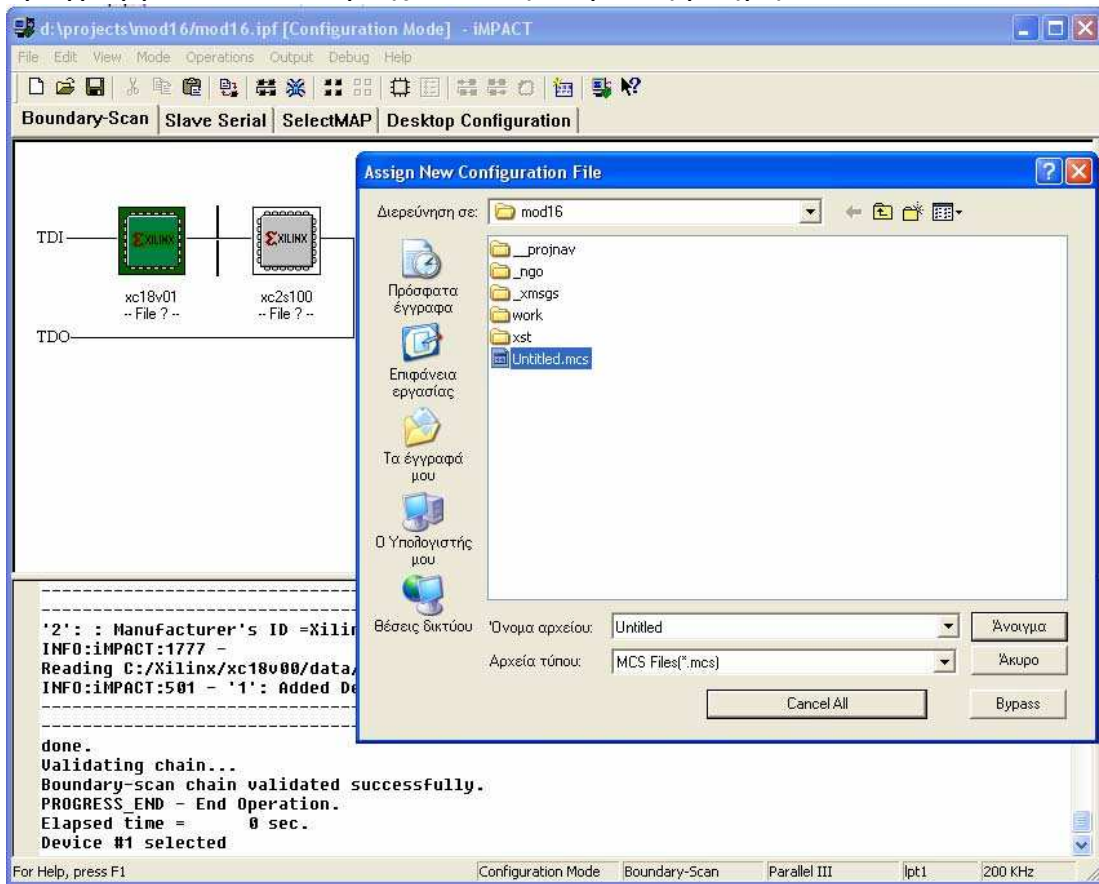 d:\projects\mod16/mod16.ipf [Configuration Mode] - iMPACT
File Edit View Mode Operations Output Debug Help
Boundary-Scan Slave Serial SelectMAP Desktop Configuration
TDI
XILINX
XILINX
xc18v01
-- File ? --
xc2s100
-- File ? --
TDO
Assign New Configuration File
Διερεύνηση σε: mod16
Πρόσφατα
έγγραφα
Επιφάνεια
εργασίας
Τα έγγραφά
μου
Ο Υπολογιστής
μου
Θέσεις δικτύου
__projnav
_ngo
_xmsgs
work
xst
Untitled.mcs
Όνομα αρχείου: Untitled Άνοιγμα
Αρχεία τύπου: MCS Files(*.mcs) Άκυρο
Cancel All Bypass
'2': : Manufacturer's ID =Xilin
INFO:iMPACT:1777 -
Reading C:/Xilinx/xc18v00/data/
INFO:iMPACT:501 - '1': Added De
done.
Validating chain...
Boundary-scan chain validated successfully.
PROGRESS_END - End Operation.
Elapsed time = 0 sec.
Device #1 selected
For Help, press F1 Configuration Mode Boundary-Scan Parallel III lpt1 200 KHz